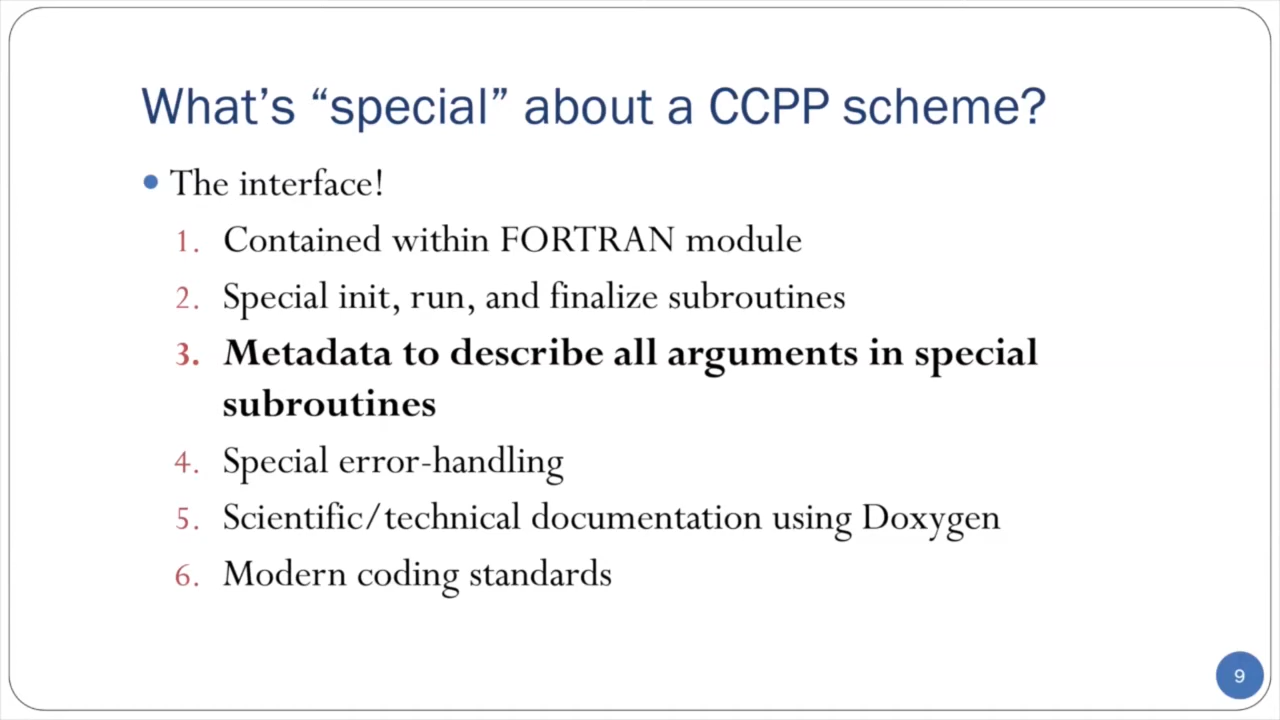 What's “special” about a CCPP scheme?
• The interface!
1. Contained within FORTRAN module
2. Special init, run, and finalize subroutines
3. Metadata to describe all arguments in special
subroutines
4. Special error-handling
5. Scientific/technical documentation using Doxygen
6. Modern coding standards
9